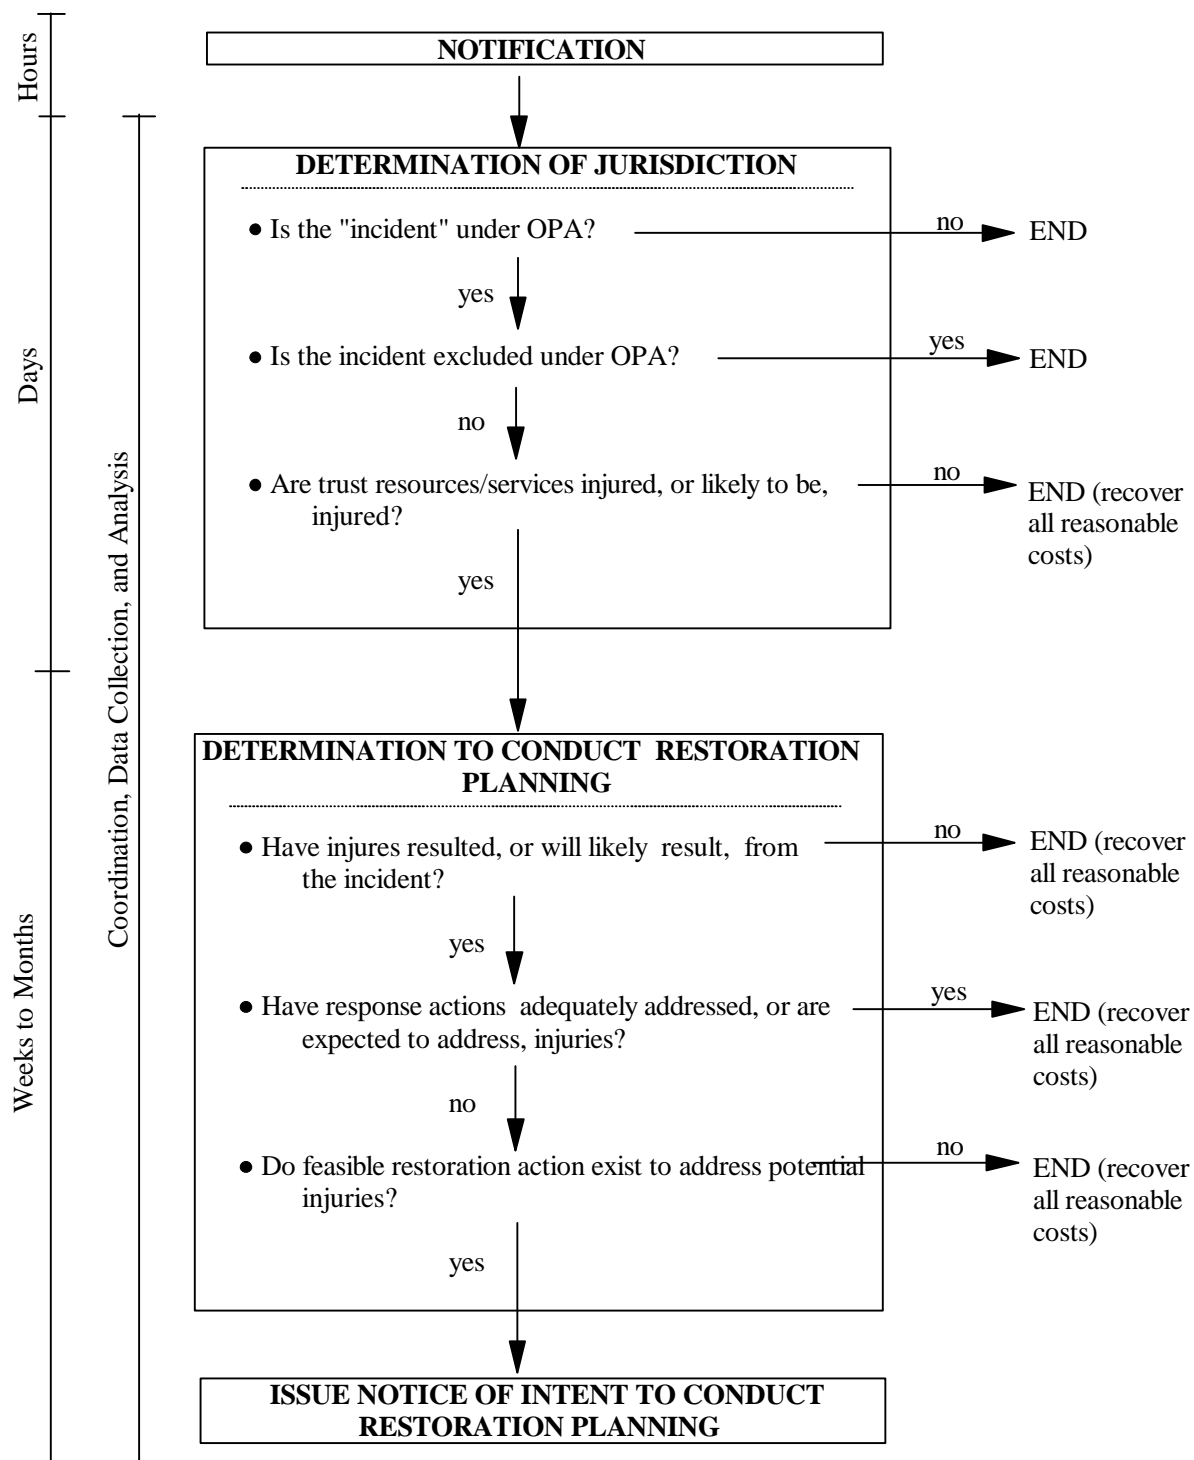 Hours
Days
Weeks to Months
Coordination, Data Collection, and Analysis
NOTIFICATION
DETERMINATION OF JURISDICTION
● Is the "incident" under OPA?
no
END
yes
● Is the incident excluded under OPA?
yes
END
no
● Are trust resources/services injured, or likely to be,
injured?
no
END (recover
all reasonable
costs)
yes
DETERMINATION TO CONDUCT RESTORATION
PLANNING
● Have injures resulted, or will likely result, from
the incident?
no
END (recover
all reasonable
costs)
yes
● Have response actions adequately addressed, or are
expected to address, injuries?
yes
END (recover
all reasonable
costs)
no
● Do feasible restoration action exist to address potential
injuries?
no
END (recover
all reasonable
costs)
yes
ISSUE NOTICE OF INTENT TO CONDUCT
RESTORATION PLANNING